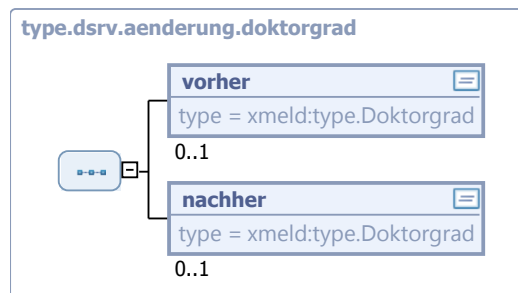 type.dsrv.aenderung.doktorgrad
vorher
type = xmeld:type.Doktorgrad
0..1
nachher
type = xmeld:type.Doktorgrad
0..1